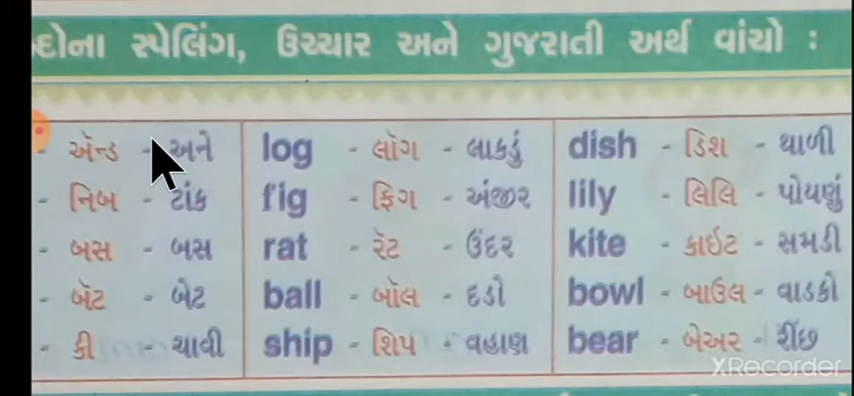 દોના સ્પેલિંગ, ઉચ્ચાર અને ગુજરાતી અર્થ વાંચો :
- ઍન્ડ - અને log - લૉગ - લાકડું dish - ડિશ - થાળી
- નિબ - ટાંક fig - ફિગ - અંજીર lily - લિલિ - પોયણું
- બસ - બસ rat - રૅટ - ઉંદર kite - કાઇટ - સમડી
- બૅટ - બેટ ball - બૉલ - દડો bowl - બાઉલ - વાડકો
- કી - ચાવી ship - શિપ - વહાણ bear - બેઅર - રીંછ
XRecorder